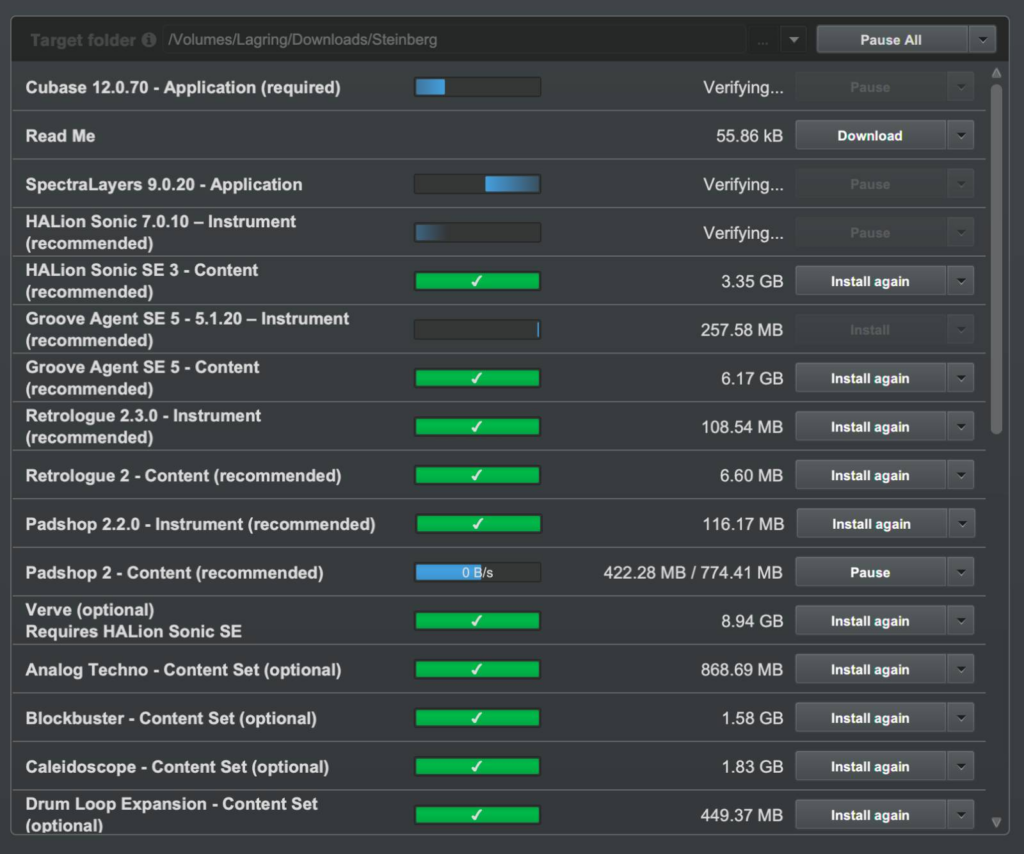 Target folder /Volumes/Lagring/Downloads/Steinberg ... Pause All
Cubase 12.0.70 - Application (required) Verifying... Pause
Read Me 55.86 kB Download
SpectraLayers 9.0.20 - Application Verifying... Pause
HALion Sonic 7.0.10 – Instrument
(recommended) Verifying... Pause
HALion Sonic SE 3 - Content
(recommended) 3.35 GB Install again
Groove Agent SE 5 - 5.1.20 – Instrument
(recommended) 257.58 MB Install
Groove Agent SE 5 - Content
(recommended) 6.17 GB Install again
Retrologue 2.3.0 - Instrument
(recommended) 108.54 MB Install again
Retrologue 2 - Content (recommended) 6.60 MB Install again
Padshop 2.2.0 - Instrument (recommended) 116.17 MB Install again
Padshop 2 - Content (recommended) 0 B/s 422.28 MB / 774.41 MB Pause
Verve (optional)
Requires HALion Sonic SE 8.94 GB Install again
Analog Techno - Content Set (optional) 868.69 MB Install again
Blockbuster - Content Set (optional) 1.58 GB Install again
Caleidoscope - Content Set (optional) 1.83 GB Install again
Drum Loop Expansion - Content Set
(optional) 449.37 MB Install again